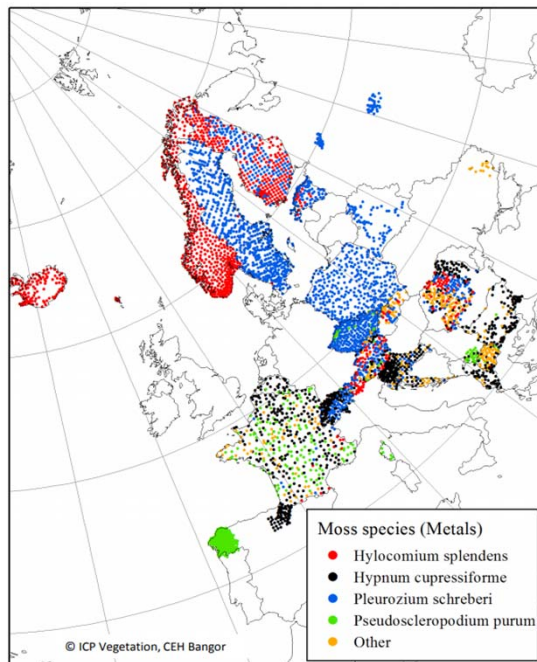 Moss species (Metals)
Hylocomium splendens
Hypnum cupressiforme
Pleurozium schreberi
Pseudoscleropodium purum
Other
© ICP Vegetation, CEH Bangor